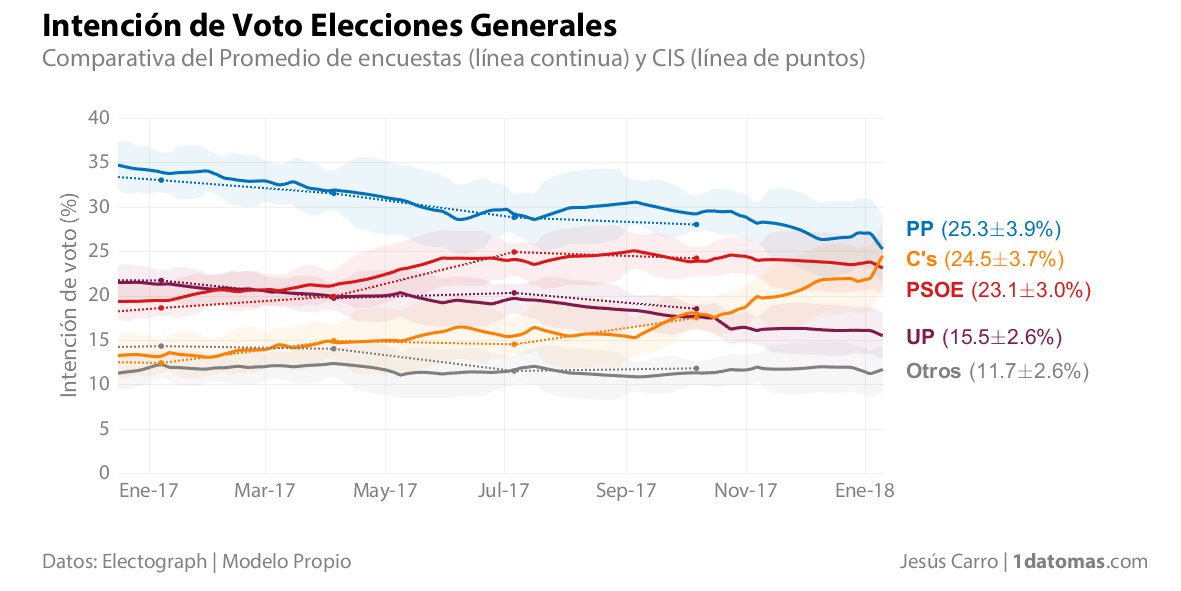 Intención de Voto Elecciones Generales
Comparativa del Promedio de encuestas (línea continua) y CIS (línea de puntos)
Intención de voto (%)
40
35
30
25
20
15
10
5
0
Ene-17 Mar-17 May-17 Jul-17 Sep-17 Nov-17 Ene-18
PP (25.3±3.9%)
C's (24.5±3.7%)
PSOE (23.1±3.0%)
UP (15.5±2.6%)
Otros (11.7±2.6%)
Datos: Electograph | Modelo Propio
Jesús Carro | 1datomas.com